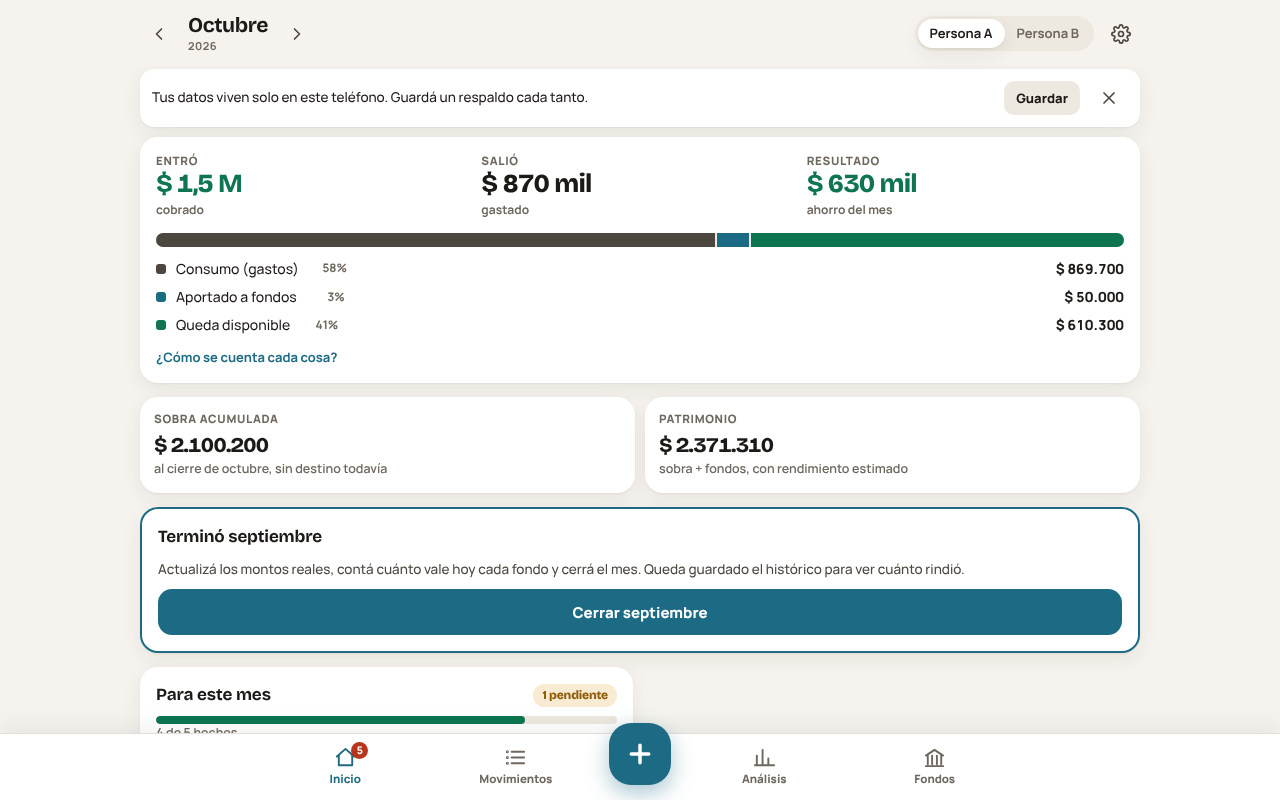 Octubre
2026
Persona A
Persona B
Tus datos viven solo en este teléfono. Guardá un respaldo cada tanto.
Guardar
ENTRÓ
SALIÓ
RESULTADO
$ 1,5 M
$ 870 mil
$ 630 mil
cobrado
gastado
ahorro del mes
Consumo (gastos) 58% $ 869.700
Aportado a fondos 3% $ 50.000
Queda disponible 41% $ 610.300
¿Cómo se cuenta cada cosa?
SOBRA ACUMULADA
$ 2.100.200
al cierre de octubre, sin destino todavía
PATRIMONIO
$ 2.371.310
sobra + fondos, con rendimiento estimado
Terminó septiembre
Actualizá los montos reales, contá cuánto vale hoy cada fondo y cerrá el mes. Queda guardado el histórico para ver cuánto rindió.
Cerrar septiembre
Para este mes
1 pendiente
4 de 5 hechos
5
Inicio
Movimientos
Análisis
Fondos